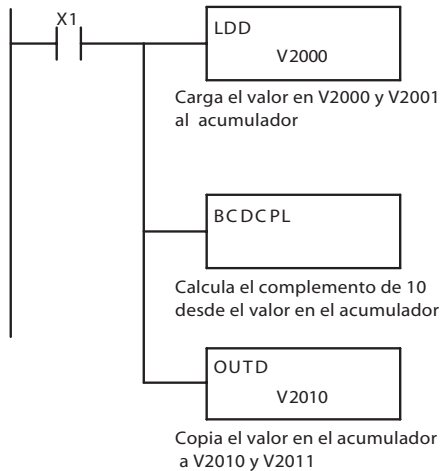 X1
LDD
V2000
Carga el valor en V2000 y V2001
al acumulador
BCDCPL
Calcula el complemento de 10
desde el valor en el acumulador
OUTD
V2010
Copia el valor en el acumulador
a V2010 y V2011